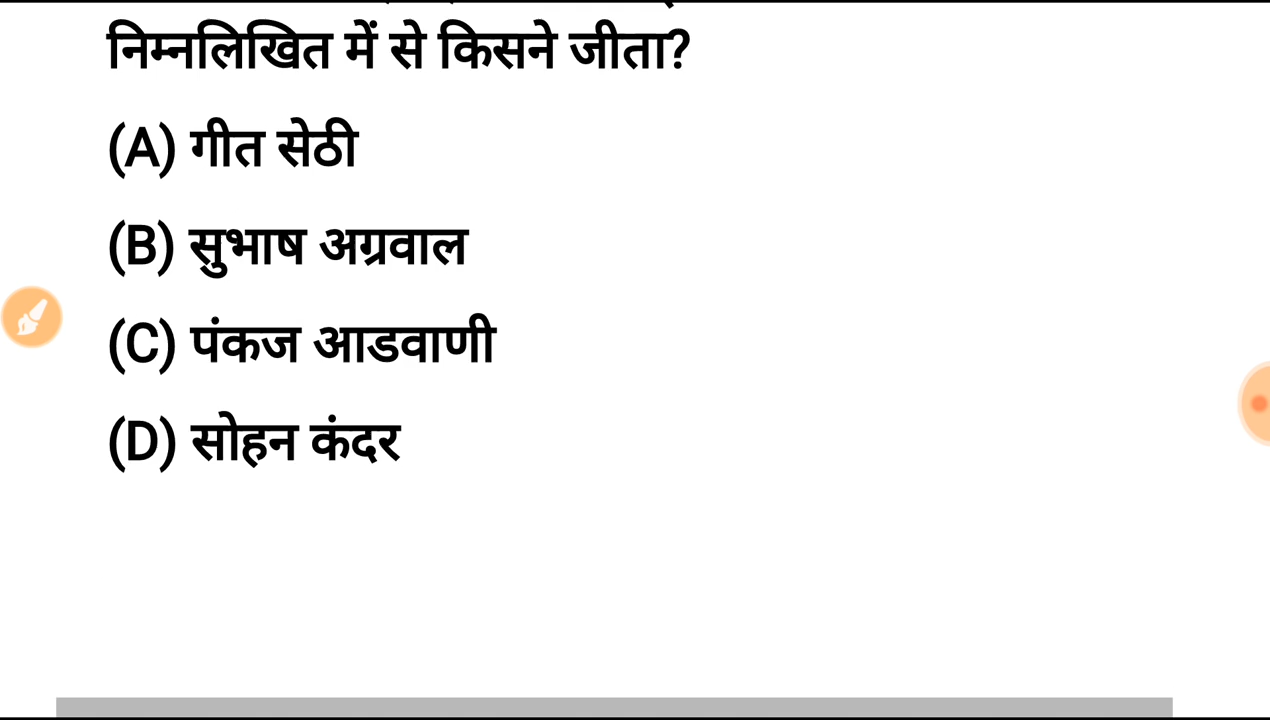 निम्नलिखित में से किसने जीता?
(A) गीत सेठी
(B) सुभाष अग्रवाल
(C) पंकज आडवाणी
(D) सोहन कंदर